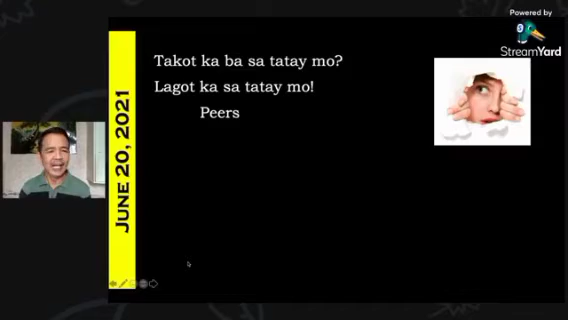 Powered by
StreamYard
Takot ka ba sa tatay mo?
Lagot ka sa tatay mo!
Peers
June 20, 2021